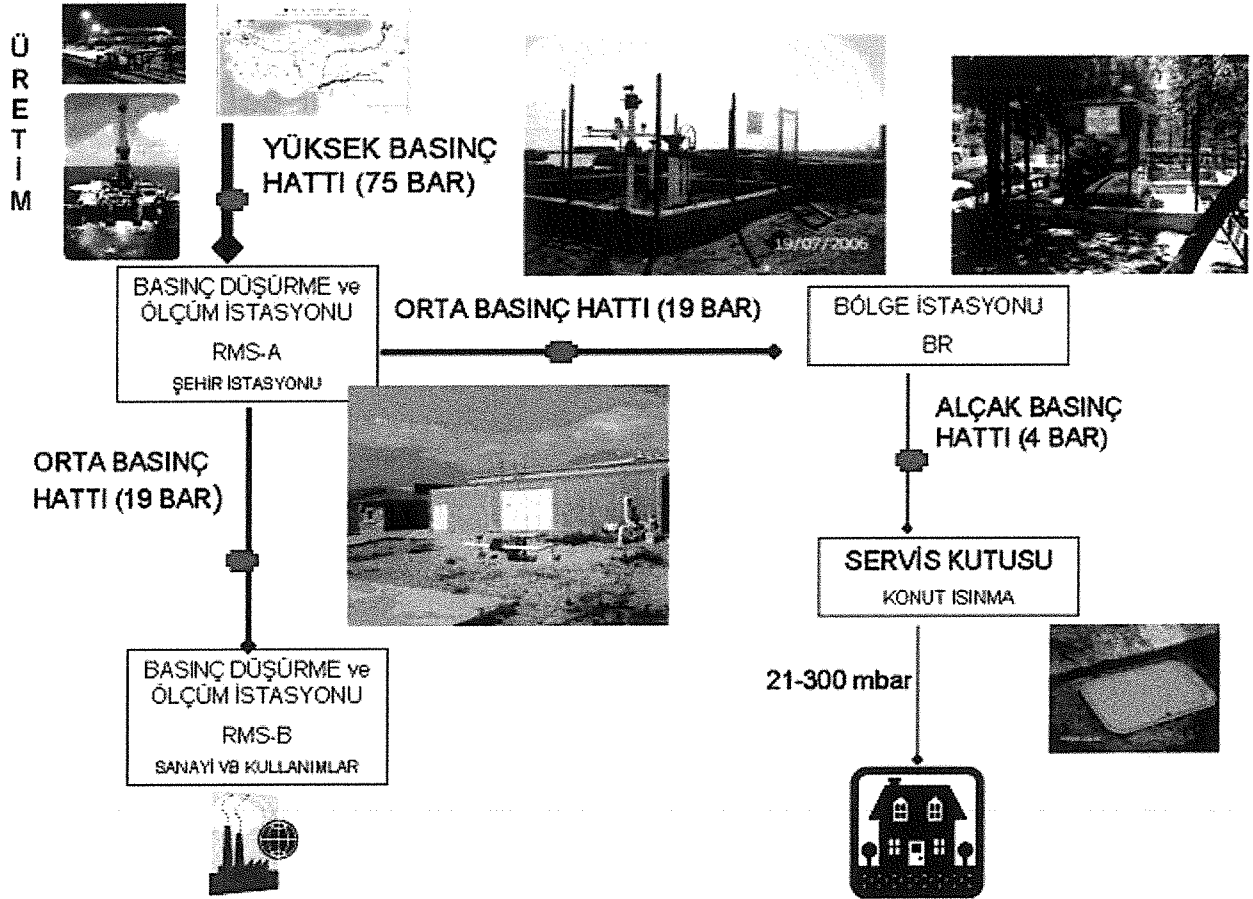 ÜRETİM
YÜKSEK BASINÇ
HATTI (75 BAR)
19/07/2006
BASINÇ DÜŞÜRME ve
ÖLÇÜM İSTASYONU
RMS-A
ŞEHİR İSTASYONU
ORTA BASINÇ HATTI (19 BAR)
BÖLGE İSTASYONU
BR
ALÇAK BASINÇ
HATTI (4 BAR)
ORTA BASINÇ
HATTI (19 BAR)
SERVİS KUTUSU
KONUT ISINMA
21-300 mbar
BASINÇ DÜŞÜRME ve
ÖLÇÜM İSTASYONU
RMS-B
SANAYİ VB KULLANIMLAR